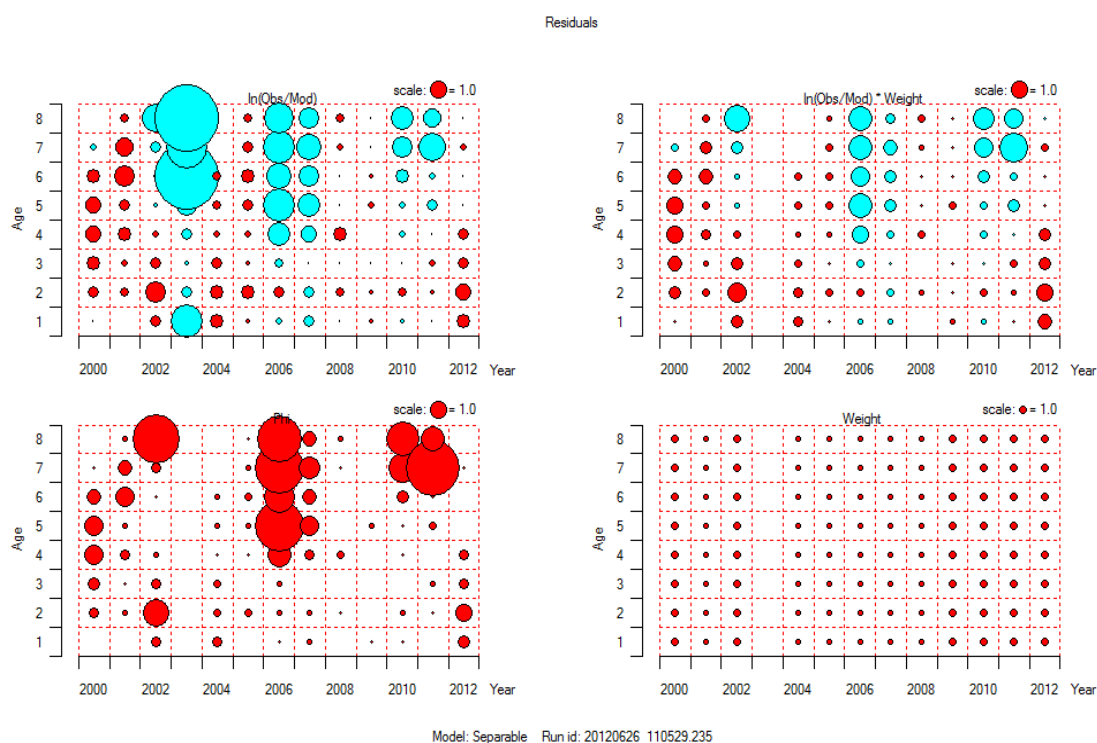 Residuals
scale: = 1.0
ln(Obs/Mod)
8
7
6
5
4
3
2
1
Age
2000 2002 2004 2006 2008 2010 2012 Year
scale: = 1.0
ln(Obs/Mod) * Weight
8
7
6
5
4
3
2
1
Age
2000 2002 2004 2006 2008 2010 2012 Year
scale: = 1.0
Phi
8
7
6
5
4
3
2
1
Age
2000 2002 2004 2006 2008 2010 2012 Year
scale: = 1.0
Weight
8
7
6
5
4
3
2
1
Age
2000 2002 2004 2006 2008 2010 2012 Year
Model: Separable Run id: 20120626 110529.235